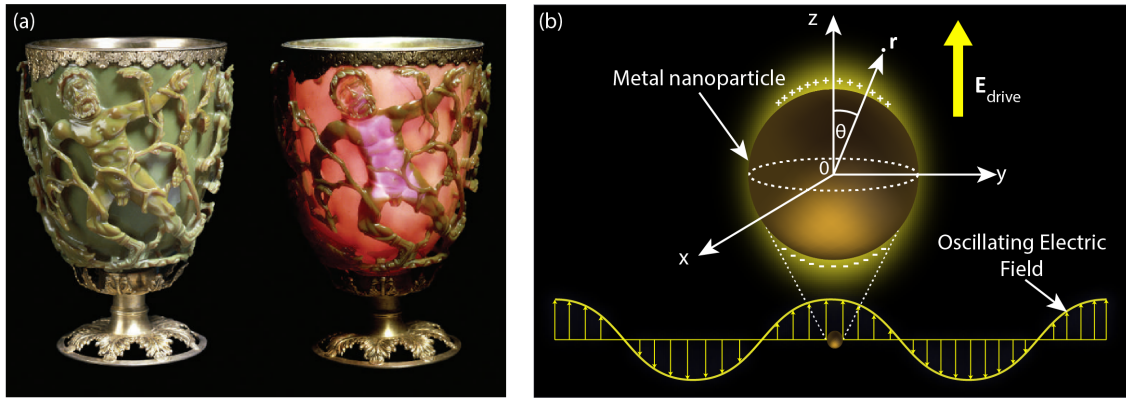 (a)
(b)
z
r
E drive
Metal nanoparticle
θ
0
y
x
Oscillating Electric
Field
+++++++++++++
- - - - - - - - - - -